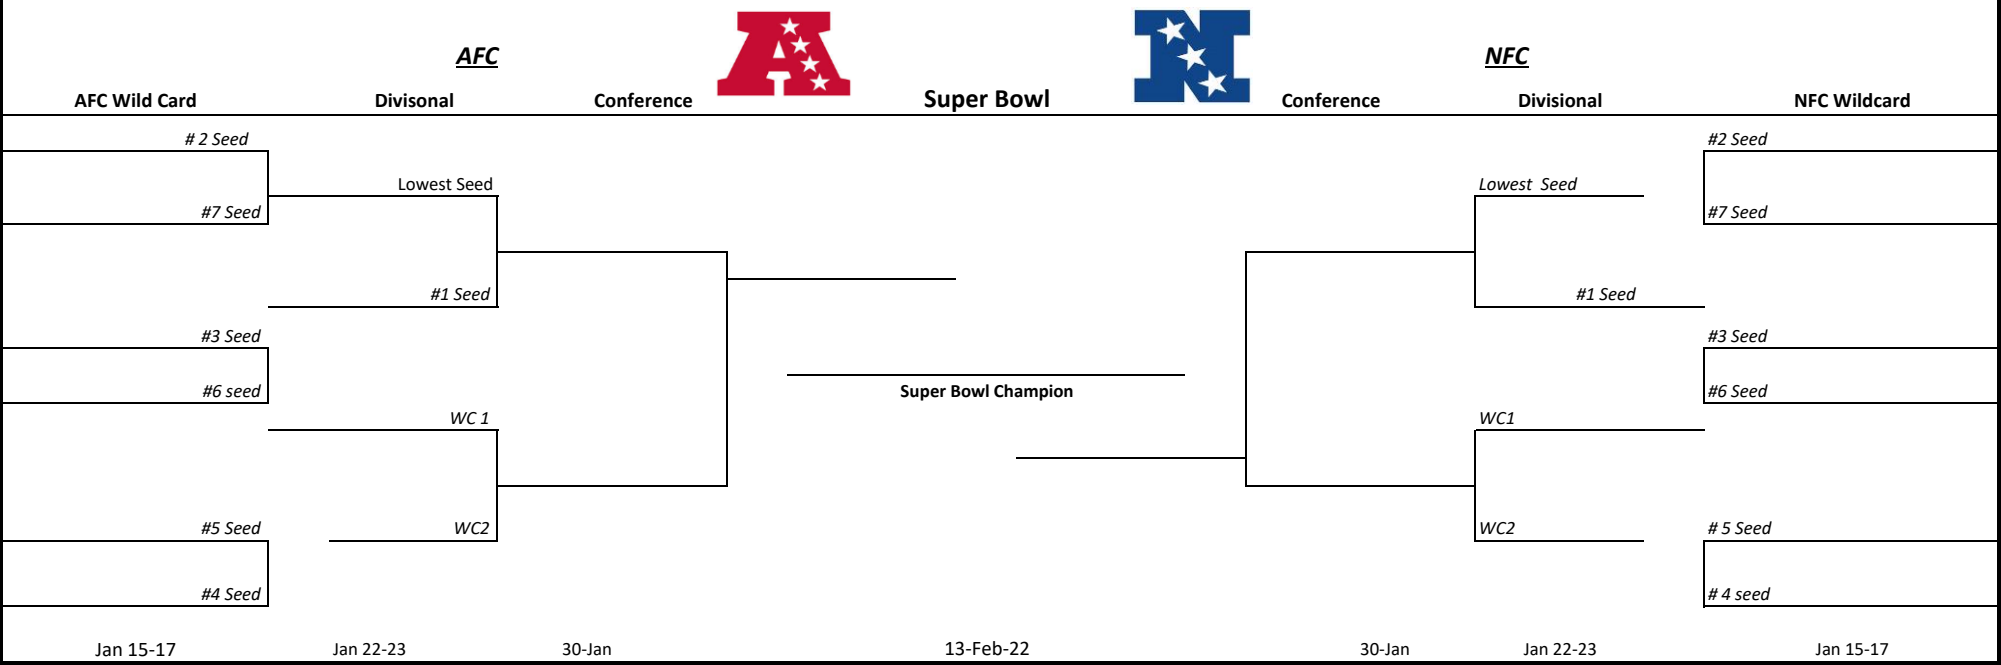 AFC
NFC
AFC Wild Card
Divisonal
Conference
A
Super Bowl
N
Conference
Divisional
NFC Wildcard
# 2 Seed
#2 Seed
Lowest Seed
Lowest  Seed
#7 Seed
#7 Seed
#1 Seed
#1 Seed
#3 Seed
#3 Seed
#6 seed
Super Bowl Champion
#6 Seed
WC 1
WC1
#5 Seed
WC2
WC2
# 5 Seed
#4 Seed
# 4 seed
Jan 15-17
Jan 22-23
30-Jan
13-Feb-22
30-Jan
Jan 22-23
Jan 15-17